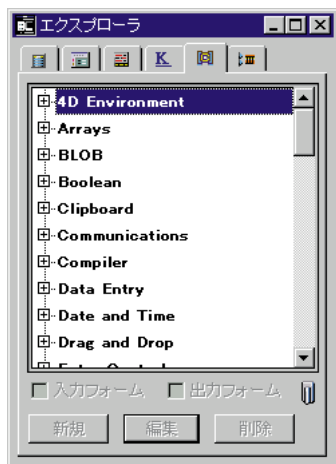 エクスプローラ
K
4D Environment
Arrays
BLOB
Boolean
Clipboard
Communications
Compiler
Data Entry
Date and Time
Drag and Drop
入力フォーム 出力フォーム
新規 編集 削除